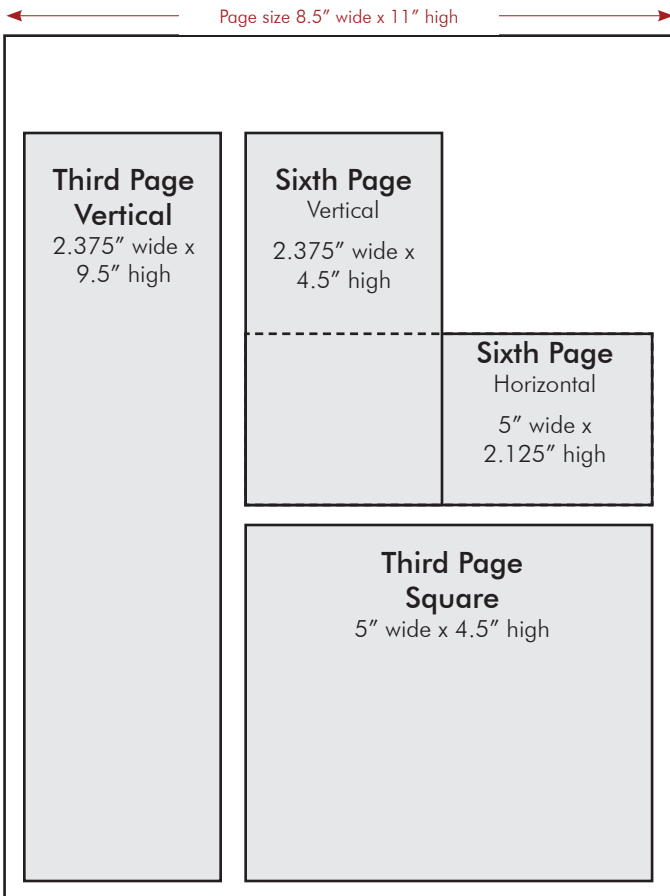 Page size 8.5” wide x 11” high
Third Page
Vertical
2.375” wide x
9.5” high
Sixth Page
Vertical
2.375” wide x
4.5” high
Sixth Page
Horizontal
5” wide x
2.125” high
Third Page
Square
5” wide x 4.5” high